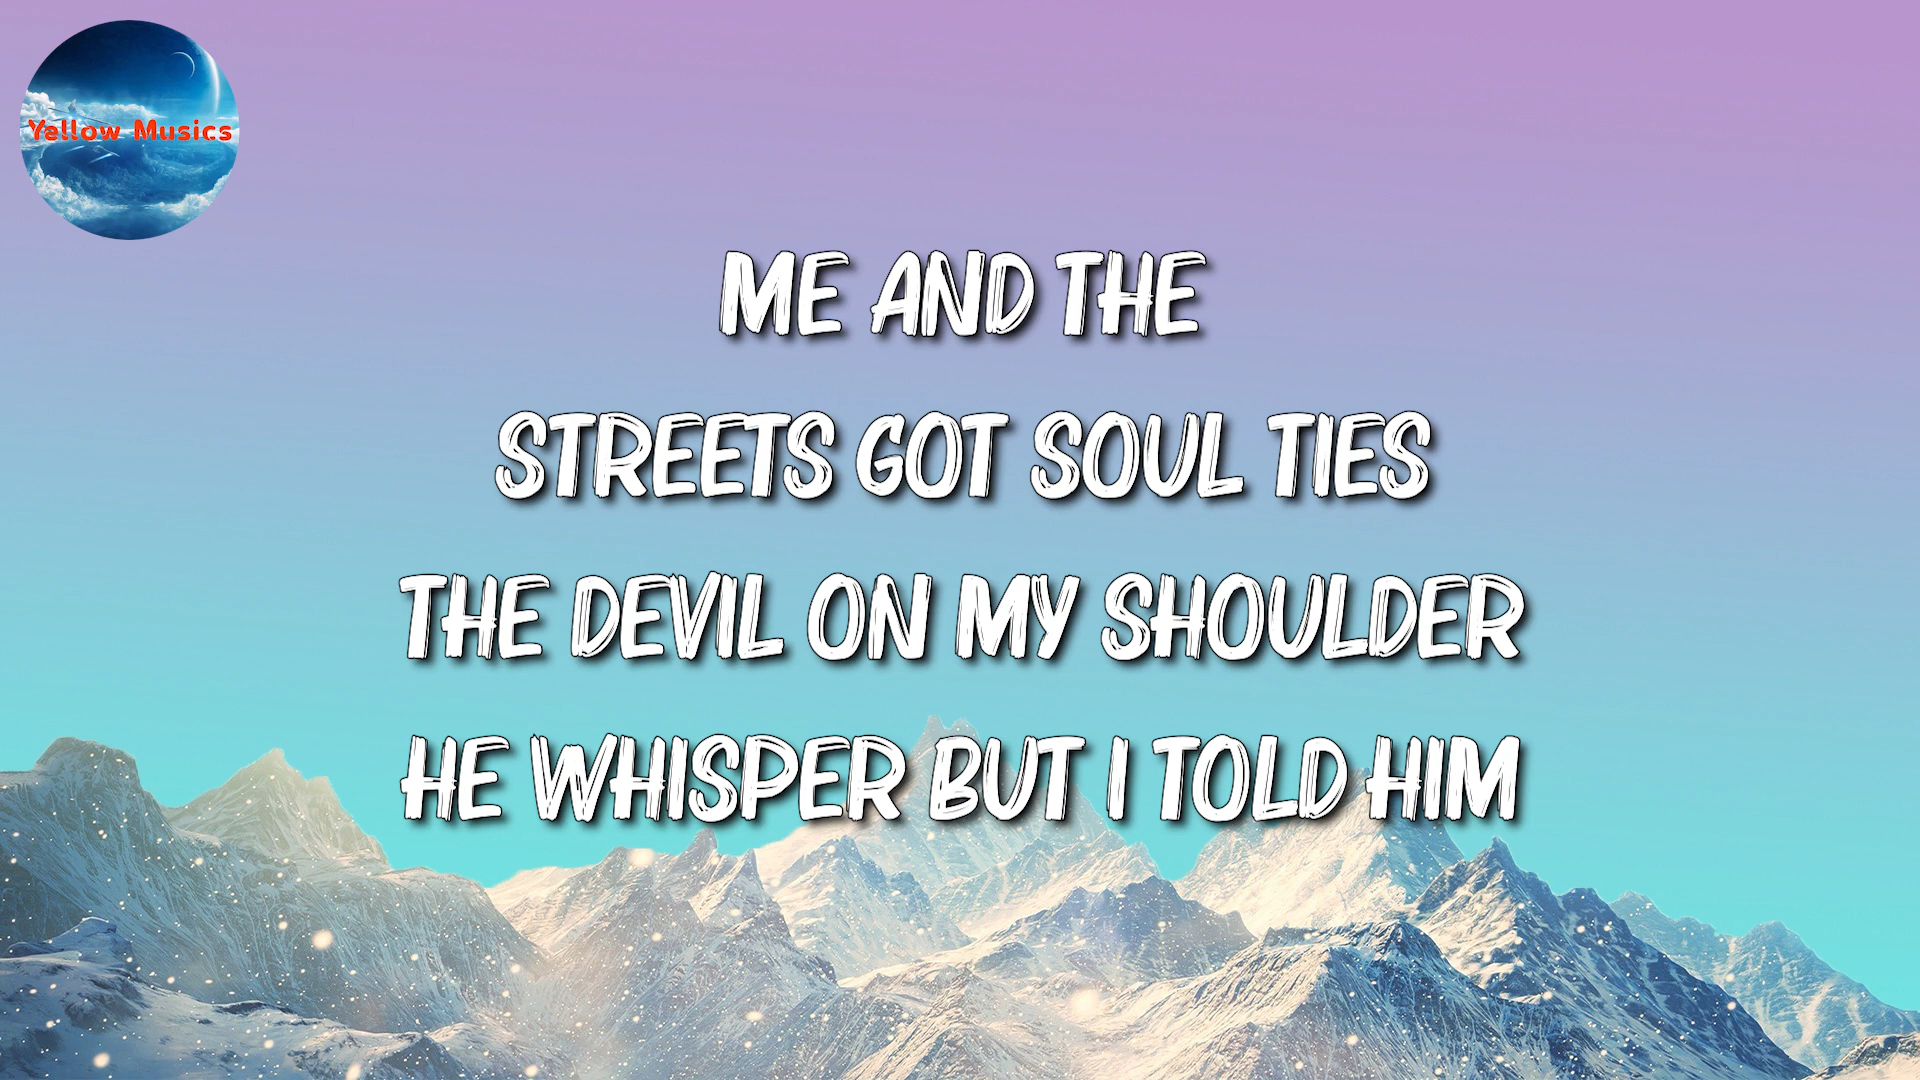 Yellow Musics
ME AND THE
STREETS GOT SOUL TIES
THE DEVIL ON MY SHOULDER
HE WHISPER BUT I TOLD HIM